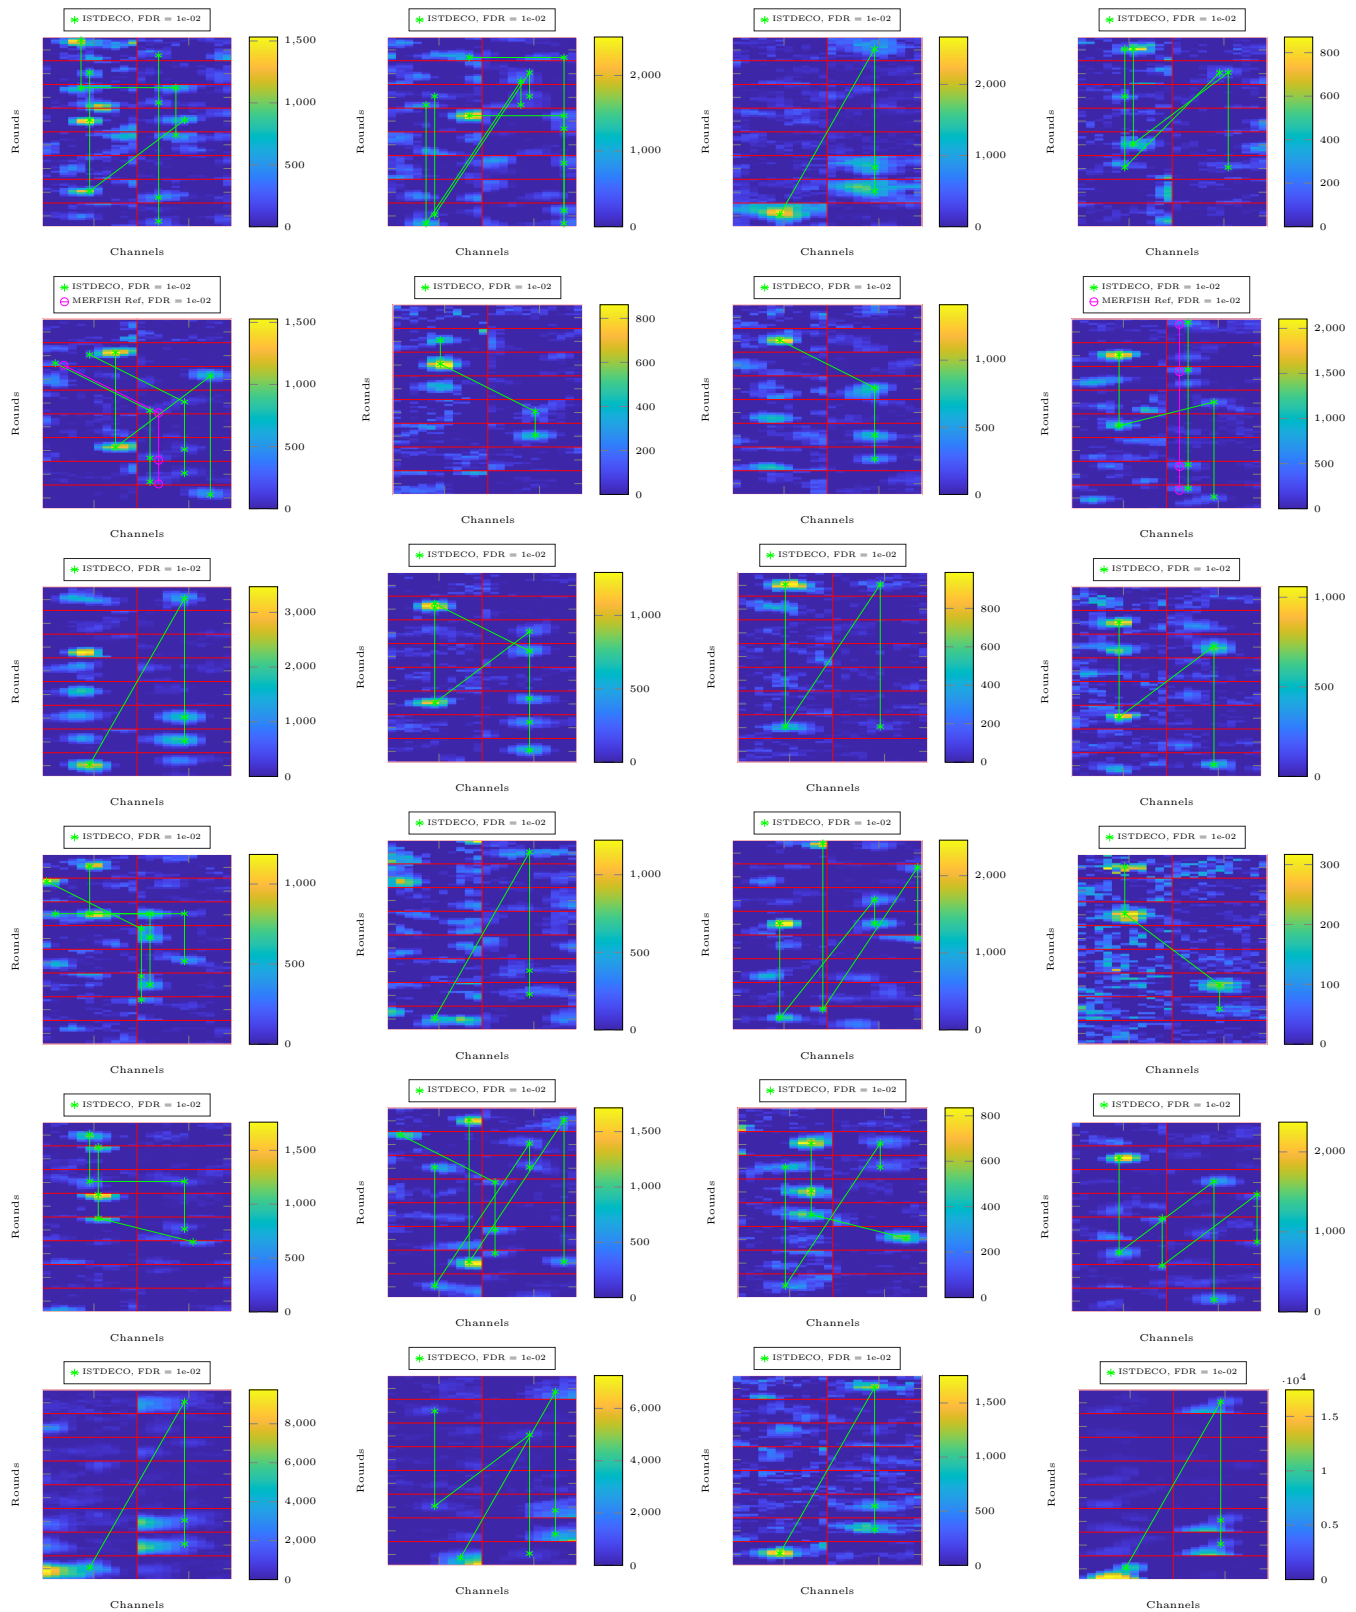 ISTDECO, FDR = 1e-02
ISTDECO, FDR = 1e-02
ISTDECO, FDR = 1e-02
ISTDECO, FDR = 1e-02
Rounds
1,500
1,000
500
0
Channels
Rounds
2,000
1,000
0
Channels
Rounds
2,000
1,000
0
Channels
Rounds
800
600
400
200
0
Channels
ISTDECO, FDR = 1e-02
MERFISH Ref, FDR = 1e-02
Rounds
1,500
1,000
500
0
Channels
ISTDECO, FDR = 1e-02
Rounds
800
600
400
200
0
Channels
ISTDECO, FDR = 1e-02
Rounds
1,000
500
0
Channels
ISTDECO, FDR = 1e-02
MERFISH Ref, FDR = 1e-02
Rounds
2,000
1,500
1,000
500
0
Channels
ISTDECO, FDR = 1e-02
Rounds
3,000
2,000
1,000
0
Channels
ISTDECO, FDR = 1e-02
Rounds
1,000
500
0
Channels
ISTDECO, FDR = 1e-02
Rounds
800
600
400
200
0
Channels
ISTDECO, FDR = 1e-02
Rounds
1,000
500
0
Channels
ISTDECO, FDR = 1e-02
Rounds
1,000
500
0
Channels
ISTDECO, FDR = 1e-02
Rounds
1,000
500
0
Channels
ISTDECO, FDR = 1e-02
Rounds
2,000
1,000
0
Channels
ISTDECO, FDR = 1e-02
Rounds
300
200
100
0
Channels
ISTDECO, FDR = 1e-02
Rounds
1,500
1,000
500
0
Channels
ISTDECO, FDR = 1e-02
Rounds
1,500
1,000
500
0
Channels
ISTDECO, FDR = 1e-02
Rounds
800
600
400
200
0
Channels
ISTDECO, FDR = 1e-02
Rounds
2,000
1,000
0
Channels
ISTDECO, FDR = 1e-02
Rounds
8,000
6,000
4,000
2,000
0
Channels
ISTDECO, FDR = 1e-02
Rounds
6,000
4,000
2,000
0
Channels
ISTDECO, FDR = 1e-02
Rounds
1,500
1,000
500
0
Channels
ISTDECO, FDR = 1e-02
Rounds
·10⁴
1.5
1
0.5
0
Channels